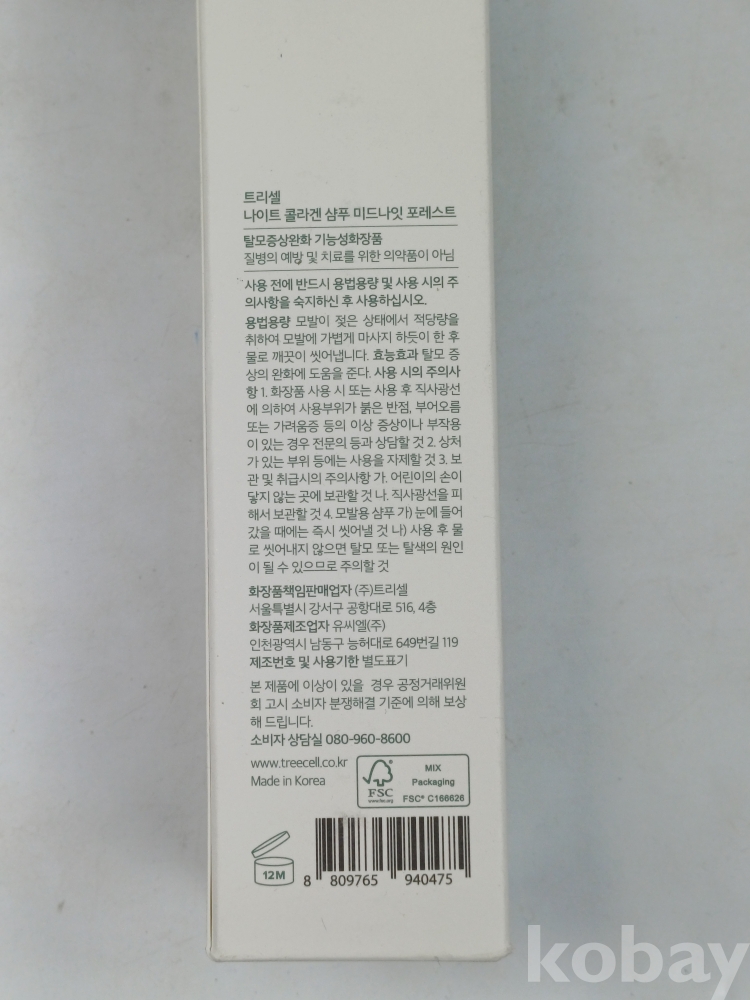 트리셀
나이트 콜라겐 샴푸 미드나잇 포레스트
탈모증상완화 기능성화장품
질병의 예방 및 치료를 위한 의약품이 아님
사용 전에 반드시 용법용량 및 사용 시의 주
의사항을 숙지하신 후 사용하십시오.
용법용량 모발이 젖은 상태에서 적당량을
취하여 모발에 가볍게 마사지 하듯이 한 후
물로 깨끗이 씻어냅니다. 효능효과 탈모 증
상의 완화에 도움을 준다. 사용 시의 주의사
항 1. 화장품 사용 시 또는 사용 후 직사광선
에 의하여 사용부위가 붉은 반점, 부어오름
또는 가려움증 등의 이상 증상이나 부작용
이 있는 경우 전문의 등과 상담할 것 2. 상처
가 있는 부위 등에는 사용을 자제할 것 3. 보
관 및 취급시의 주의사항 가. 어린이의 손이
닿지 않는 곳에 보관할 것 나. 직사광선을 피
해서 보관할 것 4. 모발용 샴푸 가) 눈에 들어
갔을 때에는 즉시 씻어낼 것 나) 사용 후 물
로 씻어내지 않으면 탈모 또는 탈색의 원인
이 될 수 있으므로 주의할 것
화장품책임판매업자 (주)트리셀
서울특별시 강서구 공항대로 516, 4층
화장품제조업자 유씨엘(주)
인천광역시 남동구 능허대로 649번길 119
제조번호 및 사용기한 별도표기
본 제품에 이상이 있을 경우 공정거래위원
회 고시 소비자 분쟁해결 기준에 의해 보상
해 드립니다.
소비자 상담실 080-960-8600
www.treecell.co.kr
Made in Korea
FSC
www.fsc.org
MIX
Packaging
FSC® C166626
12M
8 809765 940475
kobay